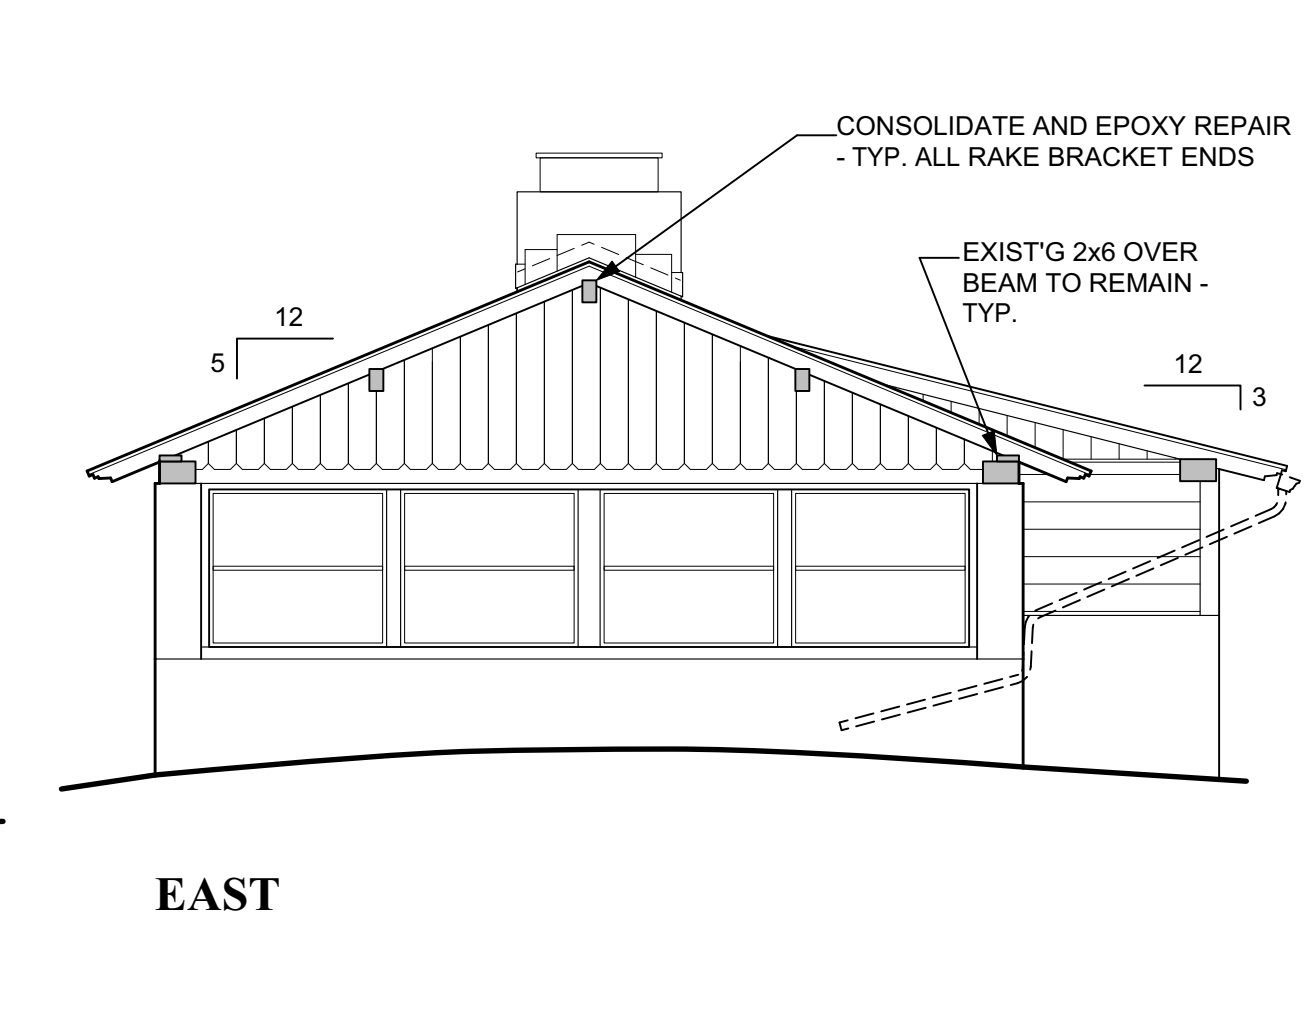 CONSOLIDATE AND EPOXY REPAIR
- TYP. ALL RAKE BRACKET ENDS
EXIST'G 2x6 OVER
BEAM TO REMAIN -
TYP.
12
5
12
3
EAST